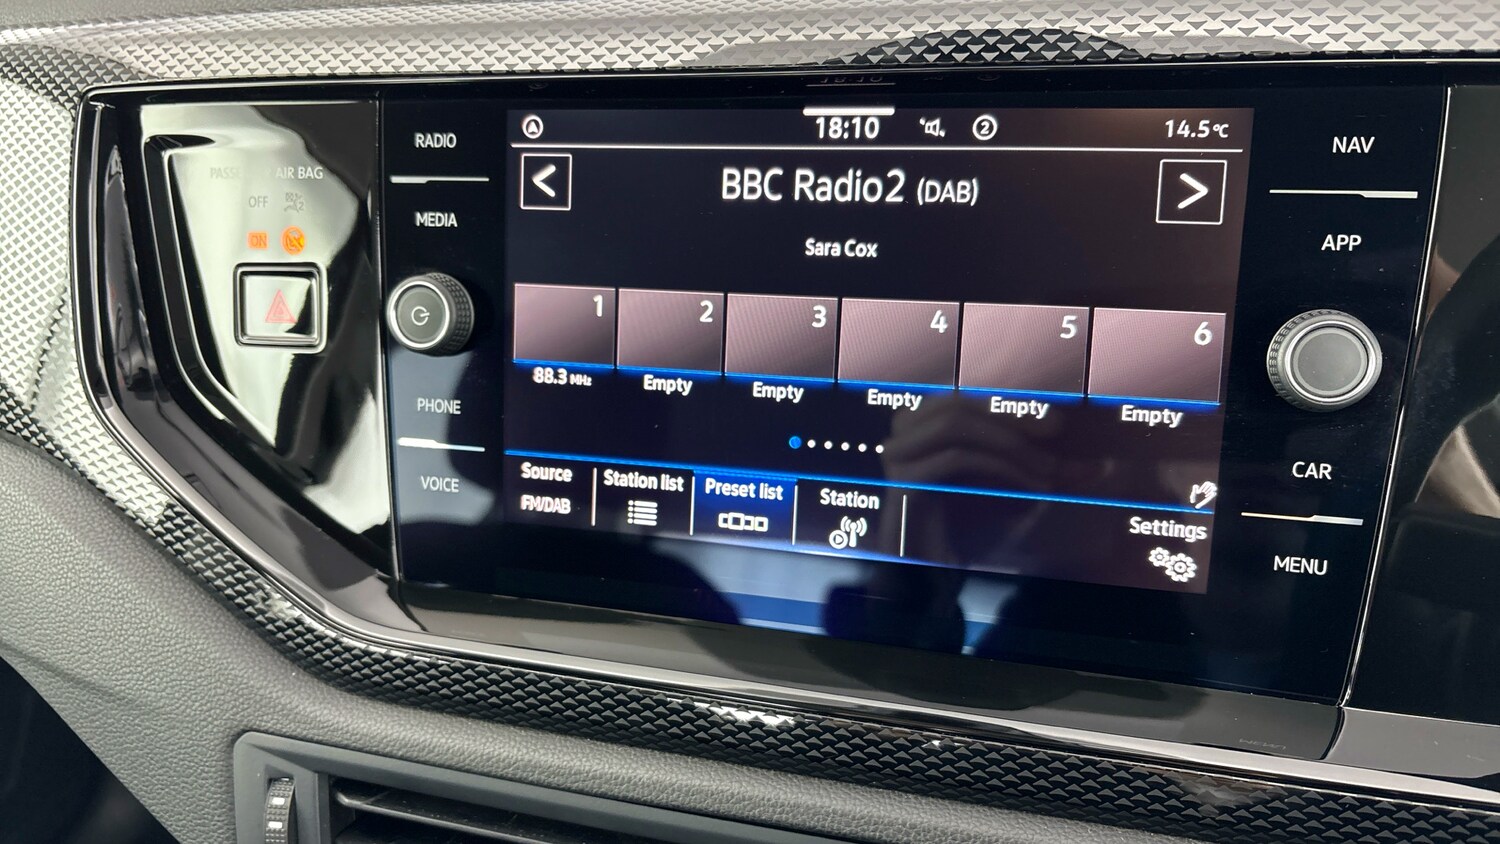 RADIO
MEDIA
PHONE
VOICE
AIR BAG
OFF
ON
18:10
2
14.5°C
<
BBC Radio2 (DAB)
>
Sara Cox
1 2 3 4 5 6
88.3 MHz Empty Empty Empty Empty Empty
Source
FM/DAB
Station list
Preset list
Station
Settings
NAV
APP
CAR
MENU